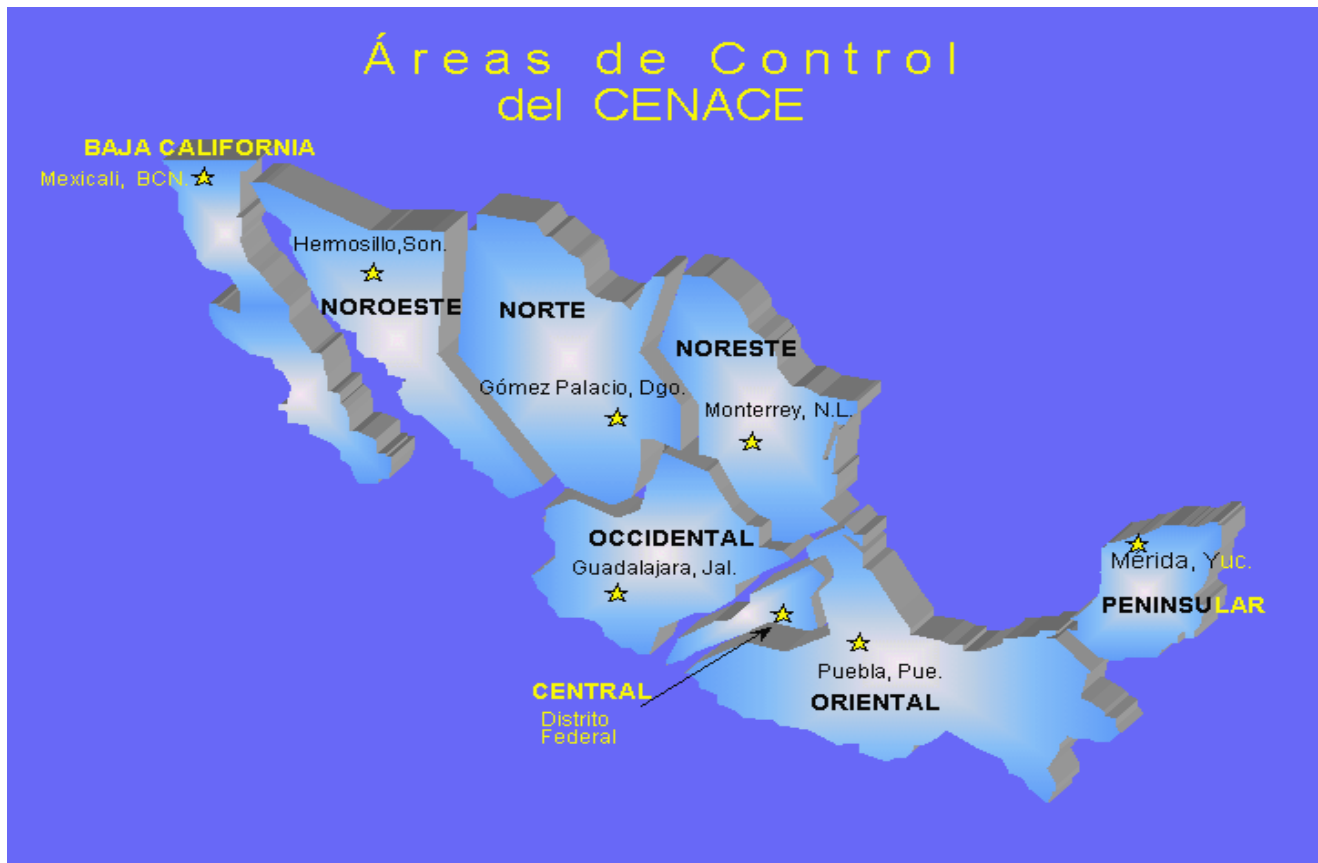 Áreas de Control
del CENACE
BAJA CALIFORNIA
Mexicali, BCN.
Hermosillo,Son.
NOROESTE
NORTE
Gómez Palacio, Dgo.
NORESTE
Monterrey, N.L.
OCCIDENTAL
Guadalajara, Jal.
Mérida, Yuc.
PENINSULAR
CENTRAL
Distrito
Federal
Puebla, Pue.
ORIENTAL